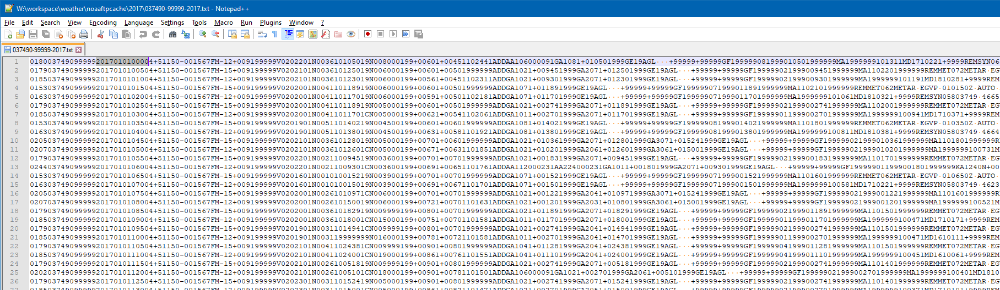 W:\workspace\weather\noaaftpcache\2017\037490-99999-2017.txt - Notepad++
File Edit Search View Encoding Language Settings Tools Macro Run Plugins Window ?
037490-99999-2017.txt
1 0180037490999992017010100004+51150-001567FM-12+009199999V0202201N003610105019N008000199+00601+00451102441ADDAA106000091GA1081+010501999GE19AGL···+99999+99999GF199999081999010501999999MA1999999101311MD1710221+9999REMSYN06
2 0179037490999992017010100504+51150-001567FM-15+009199999V0202201N003610125019N006000199+00601+00501999999ADDGA1021+009451999GA2071+012501999GE19AGL···+99999+99999GF199999021999009451999999MA1102201999999REMMET072METAR·EG
3 0185037490999992017010101004+51150-001567FM-12+009199999V0202101N003610123019N006000199+00561+00451102311ADDGA1021+009301999GA2071+012301999GE19AGL···+99999+99999GF199999021999009301999999MA1999999101191MD1810281+9999REM
4 0153037490999992017010101504+51150-001567FM-15+009199999V0202001N004110118919N006000199+00601+00501999999ADDGA1071+011891999GE19AGL···+99999+99999GF199999071999011891999999MA1102101999999REMMET062METAR·EGVP·010150Z·AUTO·
5 0163037490999992017010102004+51150-001567FM-12+009199999V0202001N004110117019N006000199+00591+00501102181ADDGA1071+011701999GE19AGL···+99999+99999GF199999071999011701999999MA1999999101061MD1810321+9999REMSYN05803749·4665
6 0179037490999992017010102504+51150-001567FM-15+009199999V0202001N004110118919N005000199+00601+00501999999ADDGA1021+002741999GA2071+011891999GE19AGL···+99999+99999GF199999021999002741999999MA1102001999999REMMET072METAR·EG
7 0185037490999992017010103004+51150-001567FM-12+009199999V0202001N00411011701CN005000199+00621+00541102061ADDGA1011+002701999GA2071+011701999GE19AGL···+99999+99999GF199999021999002701999999MA1999999100941MD1710371+9999REM
8 0153037490999992017010103504+51150-001567FM-15+009199999V0201901N005110140219N004500199+00601+00601999999ADDGA1081+014021999GE19AGL···+99999+99999GF199999081999014021999999MA1101801999999REMMET062METAR·EGVP·010350Z·AUTO·
9 0163037490999992017010104004+51150-001567FM-12+009199999V0201901N005110138019N004500199+00631+00581101921ADDGA1081+013801999GE19AGL···+99999+99999GF199999081999013801999999MA1999999100811MD1810381+9999REMSYN05803749·4664
10 0205037490999992017010104504+51150-001567FM-15+009199999V0202101N003610128019N005000199+00701+00601999999ADDGA1021+010361999GA2071+012801999GA3071+015241999GE19AGL···+99999+99999GF199999021999010361999999MA1101801999999R
11 0207037490999992017010105004+51150-001567FM-12+009199999V0202101N00361012601CN005000199+00671+00631101851ADDGA1021+010201999GA2061+012601999GA3061+015001999GE19AGL···+99999+99999GF199999021999010201999999MA1999999100731M
12 0179037490999992017010105504+51150-001567FM-15+009199999V0202201N002110094519N003600199+00701+00701999999ADDGA1021+001831999GA2071+009451999GE19AGL···+99999+99999GF199999021999001831999999MA1101701999999REMMET072METAR·EG
13 0244037490999992017010106004+51150-001567FM-12+009199999V0202201N00211009301CN003600199+00691+00651101761ADDAA112000231AA224000231GA1011+001801999GA2071+009301999GE19AGL···+99999+99999GF199999011999001801999999KA1240N+00
14 0153037490999992017010106504+51150-001567FM-15+009199999V0201601N001010015219N003900199+00701+00701999999ADDGA1071+001521999GE19AGL···+99999+99999GF199999071999001521999999MA1101601999999REMMET062METAR·EGVP·010650Z·AUTO·
15 0163037490999992017010107004+51150-001567FM-12+009199999V0201601N001010015019N003900199+00701+00671101701ADDGA1071+001501999GE19AGL···+99999+99999GF199999071999001501999999MA1999999100581MD1710221+9999REMSYN05803749·4623
16 0205037490999992017010107504+51150-001567FM-15+009199999V0202001N00261010971CN006000199+00701+00701999999ADDGA1021+001221999GA2041+010971999GA3071+015241999GE19AGL···+99999+99999GF199999021999001221999999MA1101601999999R
17 0207037490999992017010108004+51150-001567FM-12+009199999V0202001N002610150019N010000199+00721+00701101631ADDGA1021+001201999GA2031+010801999GA3061+015001999GE19AGL···+99999+99999GF199999021999001201999999MA1999999100521M
18 0179037490999992017010108504+51150-001567FM-15+009199999V0202001N003610182919N009999199+00801+00701999999ADDGA1021+011891999GA2071+018291999GE19AGL···+99999+99999GF199999021999011891999999MA1101501999999REMMET072METAR·EG
19 0185037490999992017010109004+51150-001567FM-12+009199999V0202001N00361018001CN015000199+00751+00701101581ADDGA1011+011701999GA2071+018001999GE19AGL···+99999+99999GF199999011999011701999999MA1999999100471MD1710171+9999REM
20 0179037490999992017010109504+51150-001567FM-15+009199999V0201901N00311014941CN009999199+00801+00701999999ADDGA1021+002741999GA2041+014941999GE19AGL···+99999+99999GF199999021999002741999999MA1101501999999REMMET072METAR·EG
21 0185037490999992017010110004+51150-001567FM-12+009199999V0201901N003119999999N016000199+00781+00721101581ADDGA1011+002701999GA2041+014701999GE19AGL···+99999+99999GF199999011999002701999999MA1999999100471MD1610111+9999REM
22 0179037490999992017010110504+51150-001567FM-15+009199999V0202101N004110243819N009999199+00901+00801999999ADDGA1041+011281999GA2041+024381999GE19AGL···+99999+99999GF199999041999011281999999MA1101501999999REMMET072METAR·EG
23 0185037490999992017010111004+51150-001567FM-12+009199999V0202101N00411024001CN019000199+00861+00761101551ADDGA1041+011101999GA2041+024001999GE19AGL···+99999+99999GF199999041999011101999999MA1999999100451MD1610061+9999REM
24 0179037490999992017010111504+51150-001567FM-15+009199999V0202101N002610051819N009999199+00901+00801999999ADDGA1021+002741999GA2071+005181999GE19AGL···+99999+99999GF199999021999002741999999MA1101401999999REMMET072METAR·EG
25 0202037490999992017010112004+51150-001567FM-12+009199999V0202101N00261005101CN018000199+00901+00781101501ADDAA106000091GA1021+002701999GA2061+005101999GE19AGL···+99999+99999GF199999021999002701999999MA1999999100401MD1810
26 0179037490999992017010112504+51150-001567FM-15+009199999V0202301N003110152419N005000199+00901+00801999999ADDGA1021+002741999GA2071+015241999GE19AGL···+99999+99999GF199999021999002741999999MA1101401999999REMMET072METAR·EG